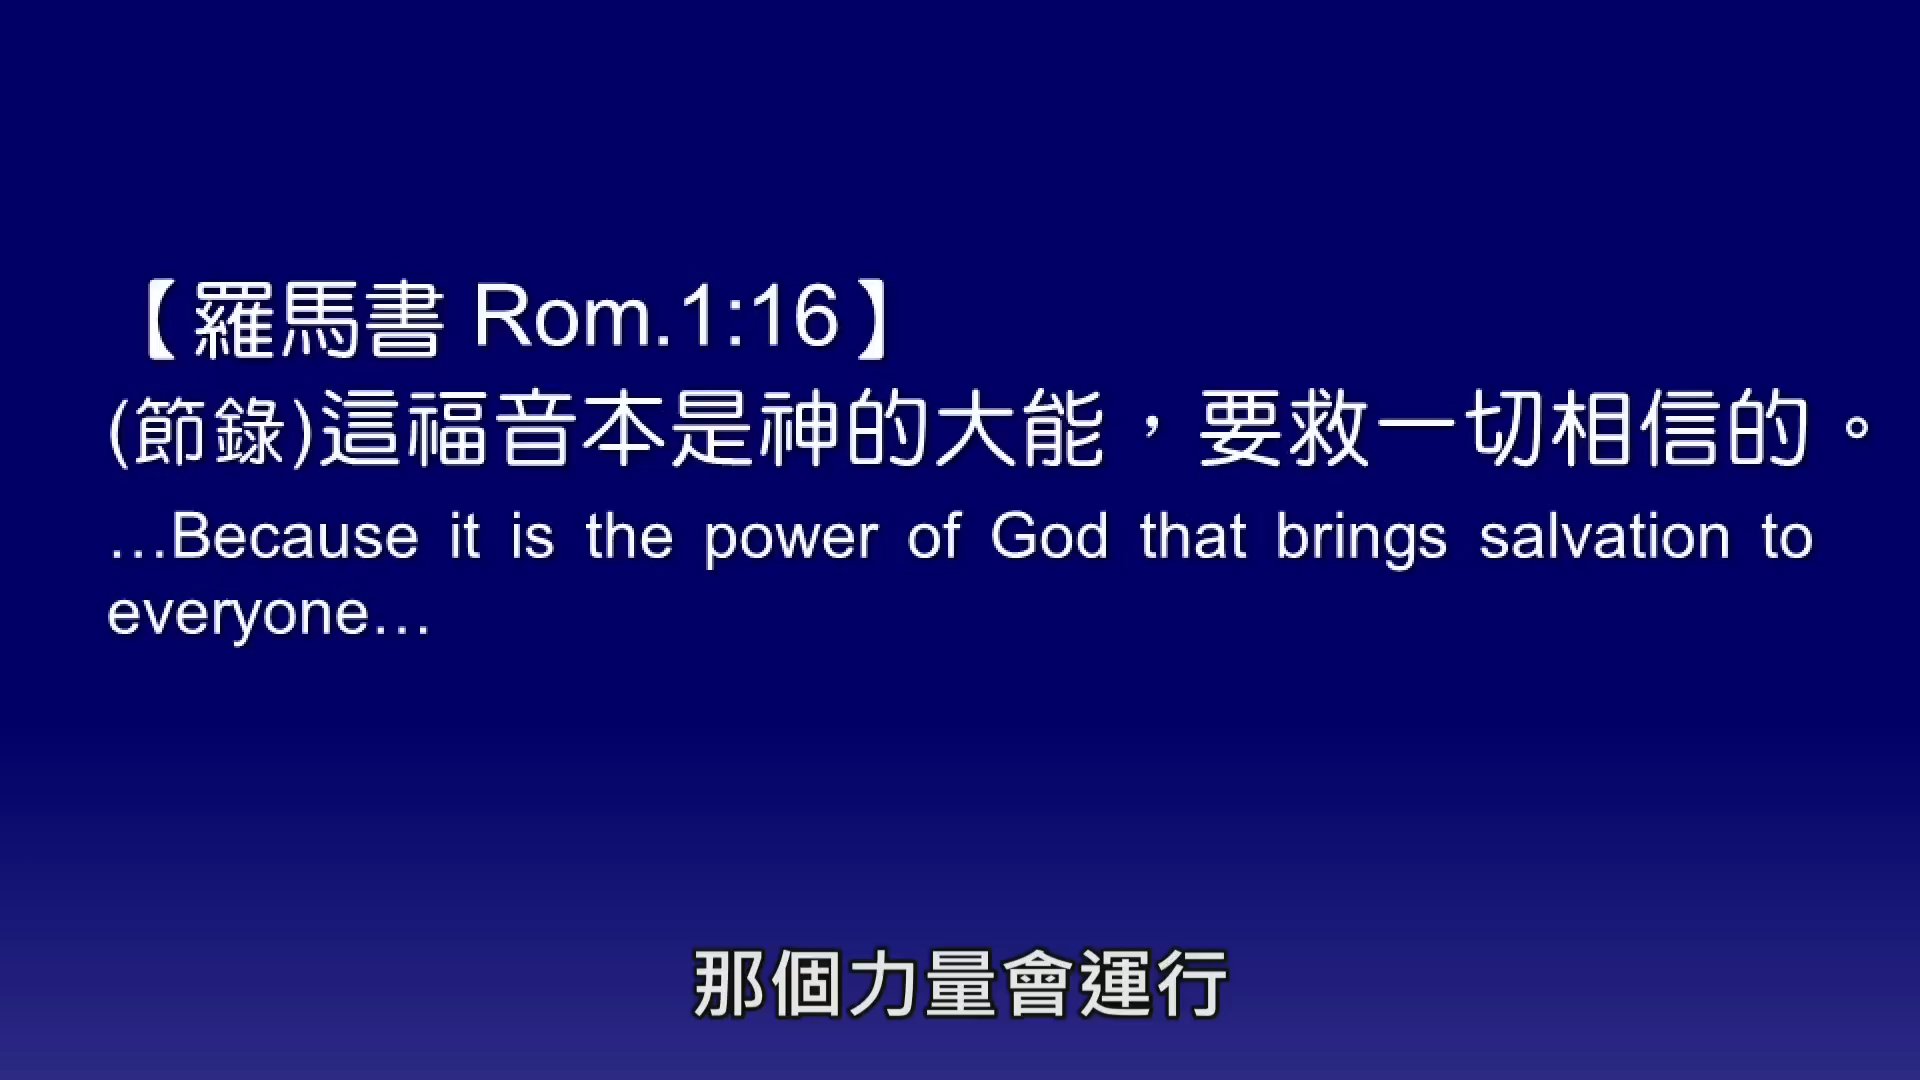 【羅馬書 Rom.1:16】
(節錄)這福音本是神的大能，要救一切相信的。
…Because it is the power of God that brings salvation to
everyone…
那個力量會運行